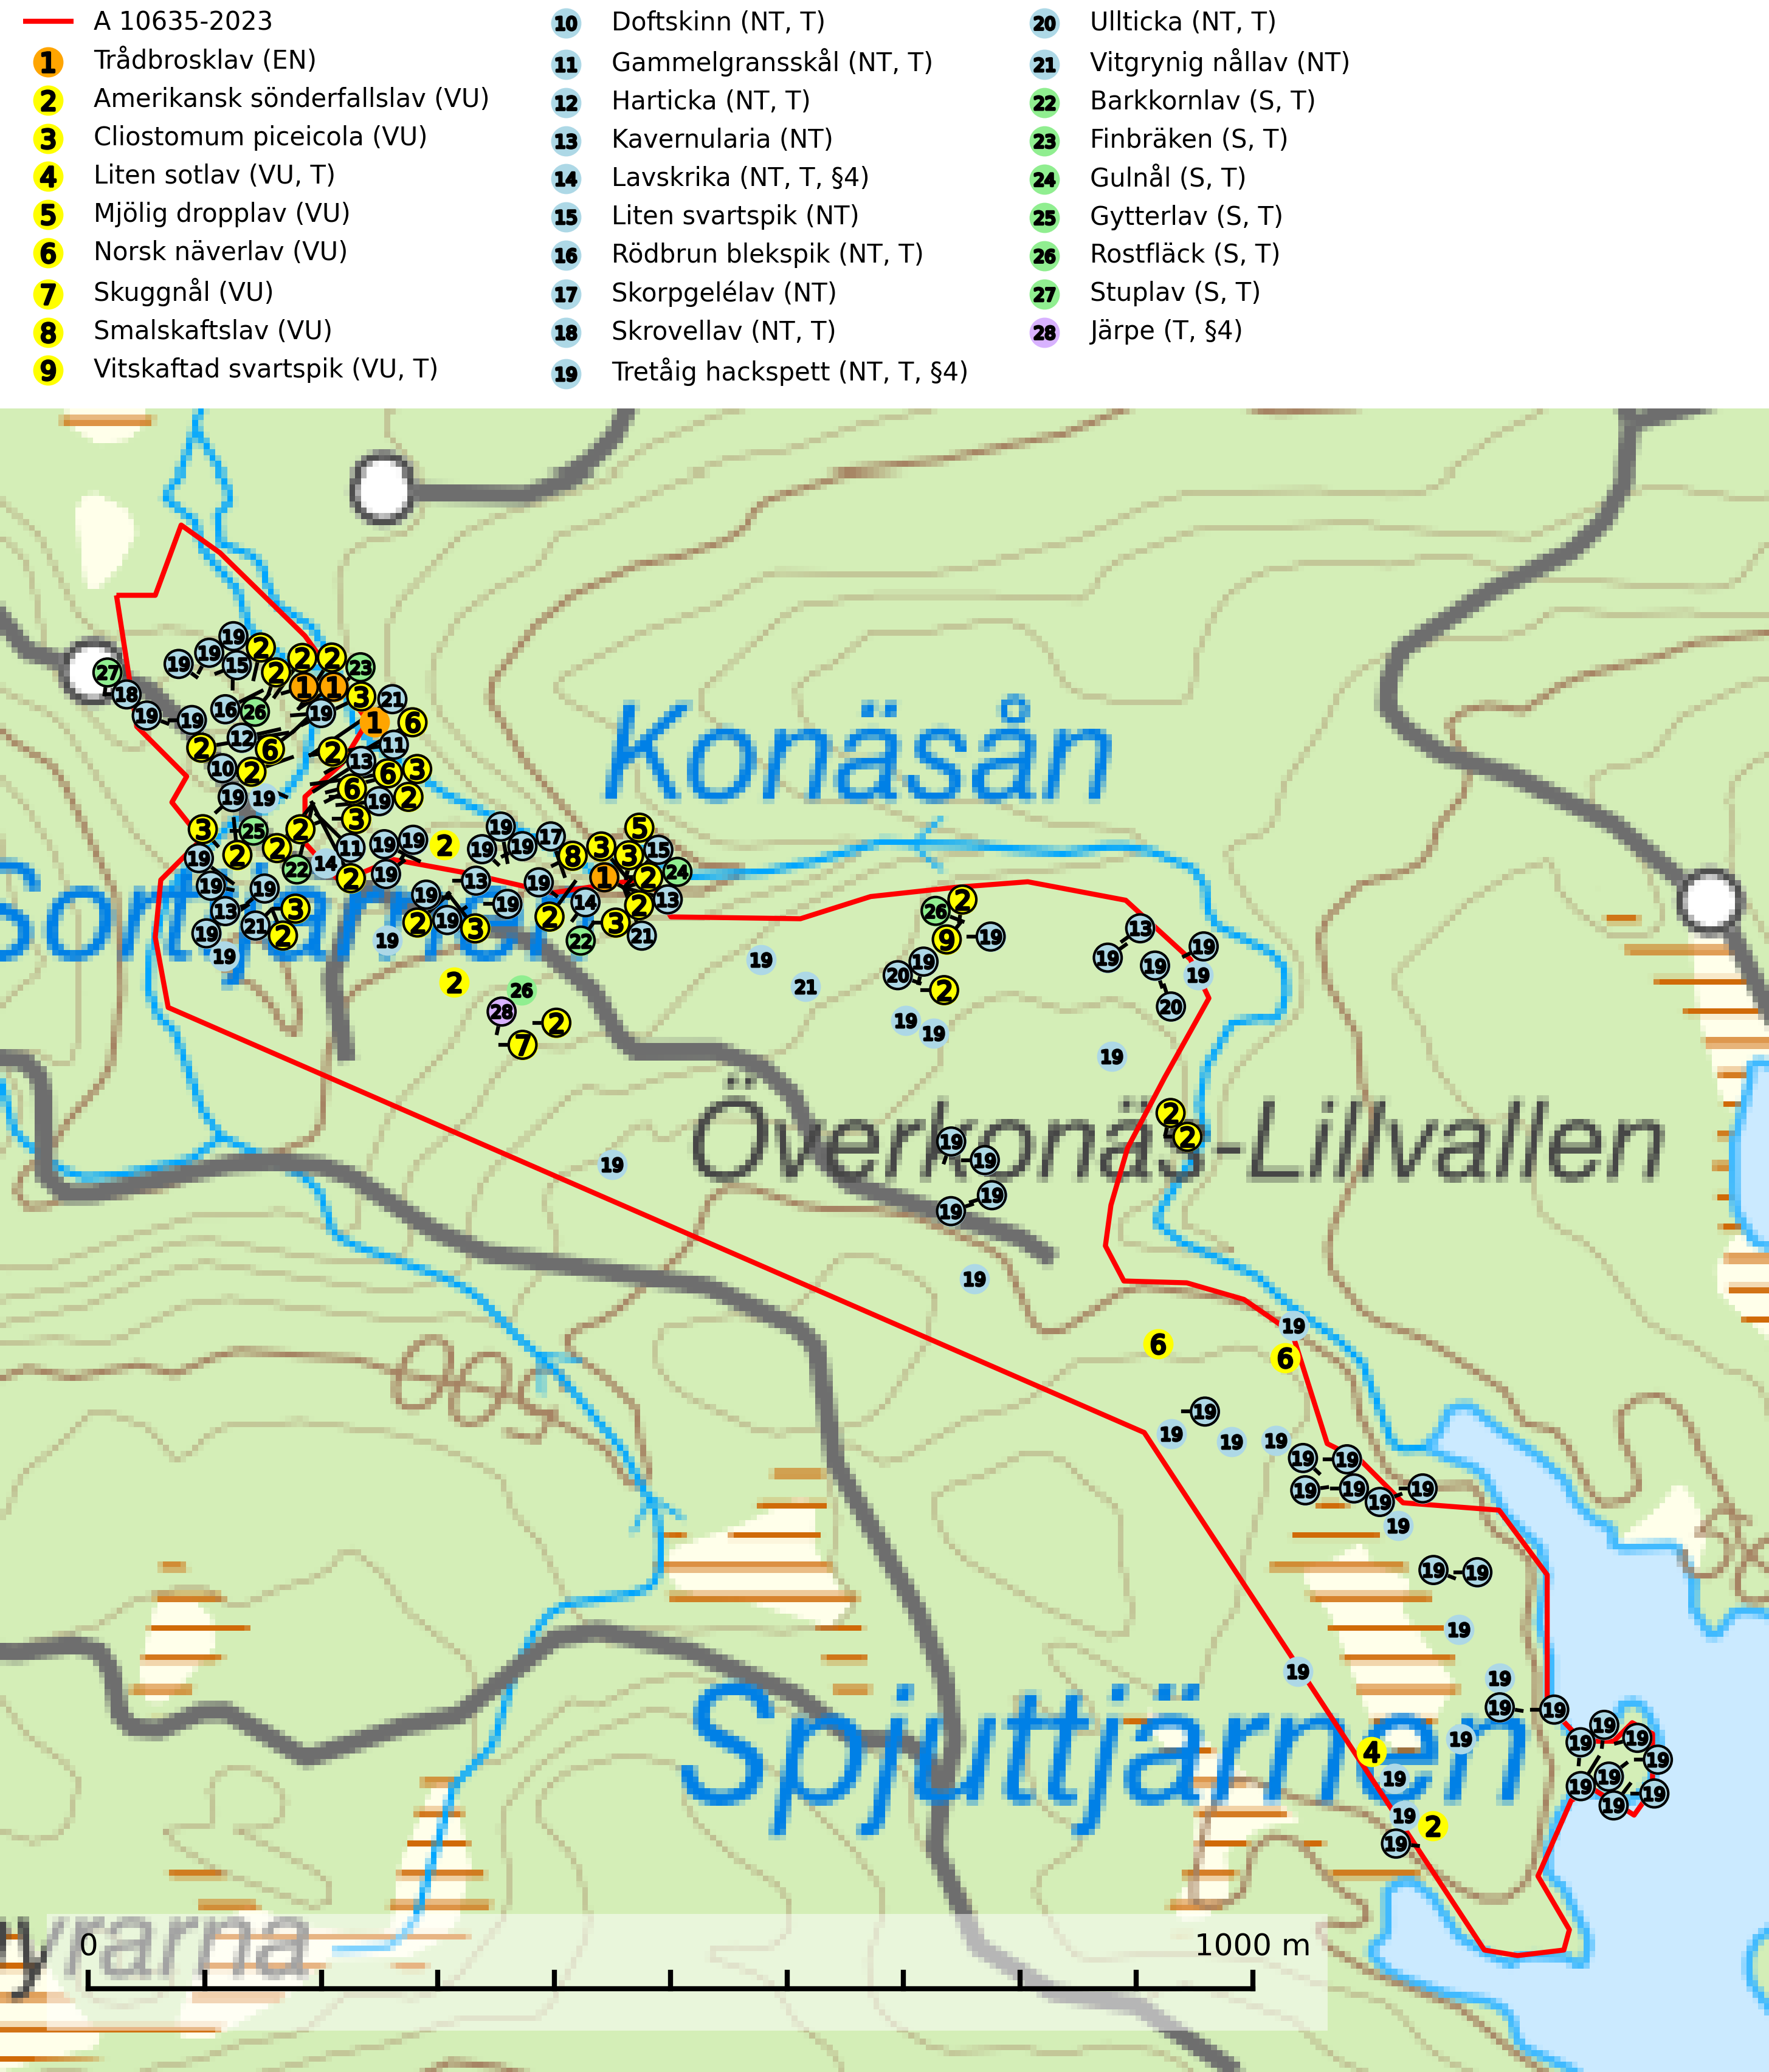 A 10635-2023
1 Trådbrosklav (EN)
2 Amerikansk sönderfallslav (VU)
3 Cliostomum piceicola (VU)
4 Liten sotlav (VU, T)
5 Mjölig dropplav (VU)
6 Norsk näverlav (VU)
7 Skuggnål (VU)
8 Smalskaftslav (VU)
9 Vitskaftad svartspik (VU, T)
10 Doftskinn (NT, T)
11 Gammelgransskål (NT, T)
12 Harticka (NT, T)
13 Kavernularia (NT)
14 Lavskrika (NT, T, §4)
15 Liten svartspik (NT)
16 Rödbrun blekspik (NT, T)
17 Skorpgelélav (NT)
18 Skrovellav (NT, T)
19 Tretåig hackspett (NT, T, §4)
20 Ullticka (NT, T)
21 Vitgrynig nållav (NT)
22 Barkkornlav (S, T)
23 Finbräken (S, T)
24 Gulnål (S, T)
25 Gytterlav (S, T)
26 Rostfläck (S, T)
27 Stuplav (S, T)
28 Järpe (T, §4)
Konäsån
Överkonäs-Lillvallen
500
Spjuttjärnen
yrarna
0 1000 m